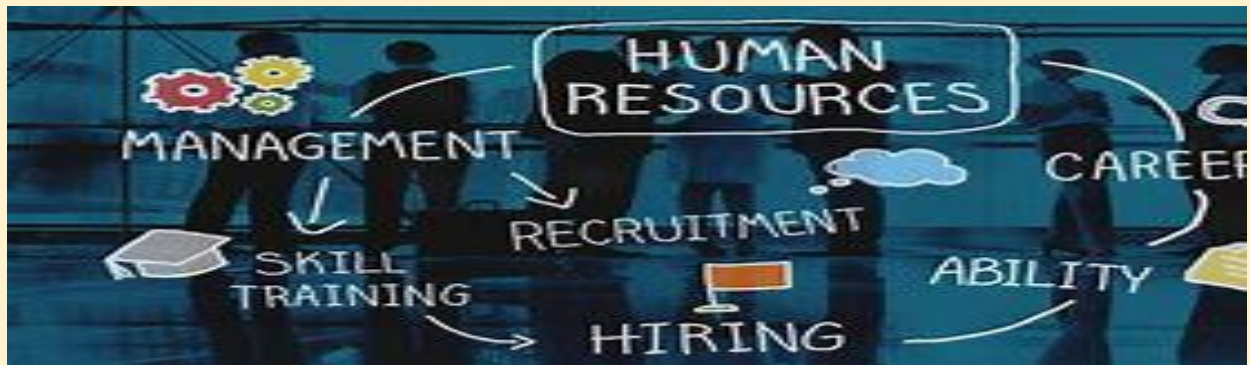 HUMAN
RESOURCES
MANAGEMENT
CAREER
RECRUITMENT
SKILL
TRAINING
ABILITY
HIRING